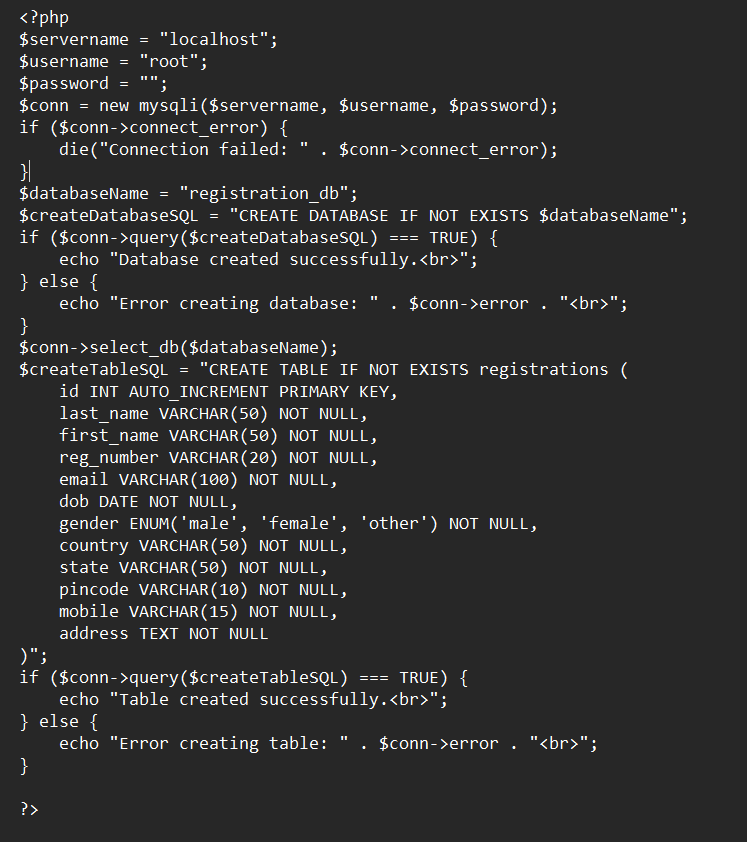 <?php
$servername = "localhost";
$username = "root";
$password = "";
$conn = new mysqli($servername, $username, $password);
if ($conn->connect_error) {
    die("Connection failed: " . $conn->connect_error);
}
$databaseName = "registration_db";
$createDatabaseSQL = "CREATE DATABASE IF NOT EXISTS $databaseName";
if ($conn->query($createDatabaseSQL) === TRUE) {
    echo "Database created successfully.<br>";
} else {
    echo "Error creating database: " . $conn->error . "<br>";
}
$conn->select_db($databaseName);
$createTableSQL = "CREATE TABLE IF NOT EXISTS registrations (
    id INT AUTO_INCREMENT PRIMARY KEY,
    last_name VARCHAR(50) NOT NULL,
    first_name VARCHAR(50) NOT NULL,
    reg_number VARCHAR(20) NOT NULL,
    email VARCHAR(100) NOT NULL,
    dob DATE NOT NULL,
    gender ENUM('male', 'female', 'other') NOT NULL,
    country VARCHAR(50) NOT NULL,
    state VARCHAR(50) NOT NULL,
    pincode VARCHAR(10) NOT NULL,
    mobile VARCHAR(15) NOT NULL,
    address TEXT NOT NULL
)";
if ($conn->query($createTableSQL) === TRUE) {
    echo "Table created successfully.<br>";
} else {
    echo "Error creating table: " . $conn->error . "<br>";
}

?>